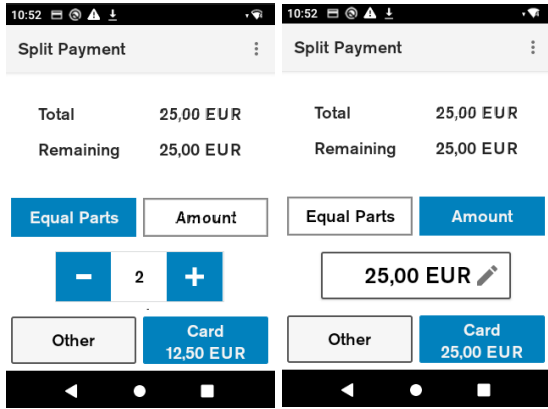 10:52
Split Payment
Total 25,00 EUR
Remaining 25,00 EUR
Equal Parts Amount
- 2 +
Other Card
12,50 EUR
10:52
Split Payment
Total 25,00 EUR
Remaining 25,00 EUR
Equal Parts Amount
25,00 EUR
Other Card
25,00 EUR